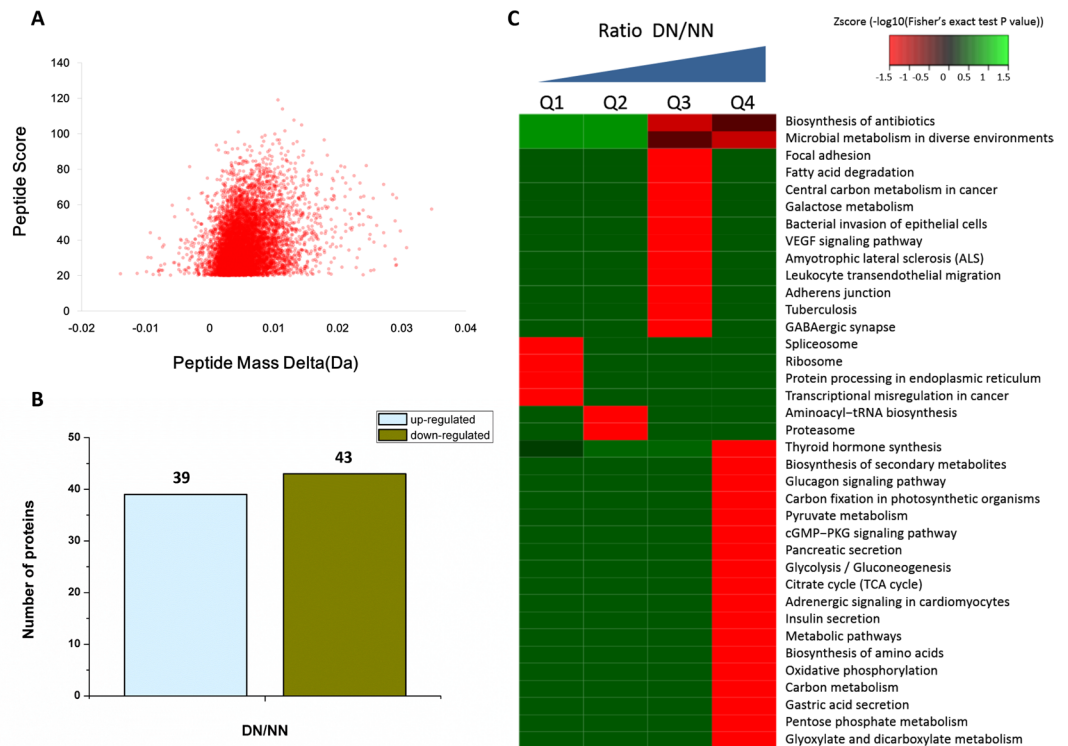 A
140
120
100
80
60
40
20
0
-0.02
-0.01
0
0.01
0.02
0.03
0.04
Peptide Score
Peptide Mass Delta(Da)
B
up-regulated
down-regulated
50
40
30
20
10
0
39
43
Number of proteins
DN/NN
C
Ratio DN/NN
Zscore (-log10(Fisher's exact test P value))
-1.5 -1 -0.5 0 0.5 1 1.5
Q1 Q2 Q3 Q4
Biosynthesis of antibiotics
Microbial metabolism in diverse environments
Focal adhesion
Fatty acid degradation
Central carbon metabolism in cancer
Galactose metabolism
Bacterial invasion of epithelial cells
VEGF signaling pathway
Amyotrophic lateral sclerosis (ALS)
Leukocyte transendothelial migration
Adherens junction
Tuberculosis
GABAergic synapse
Spliceosome
Ribosome
Protein processing in endoplasmic reticulum
Transcriptional misregulation in cancer
Aminoacyl−tRNA biosynthesis
Proteasome
Thyroid hormone synthesis
Biosynthesis of secondary metabolites
Glucagon signaling pathway
Carbon fixation in photosynthetic organisms
Pyruvate metabolism
cGMP−PKG signaling pathway
Pancreatic secretion
Glycolysis / Gluconeogenesis
Citrate cycle (TCA cycle)
Adrenergic signaling in cardiomyocytes
Insulin secretion
Metabolic pathways
Biosynthesis of amino acids
Oxidative phosphorylation
Carbon metabolism
Gastric acid secretion
Pentose phosphate metabolism
Glyoxylate and dicarboxylate metabolism